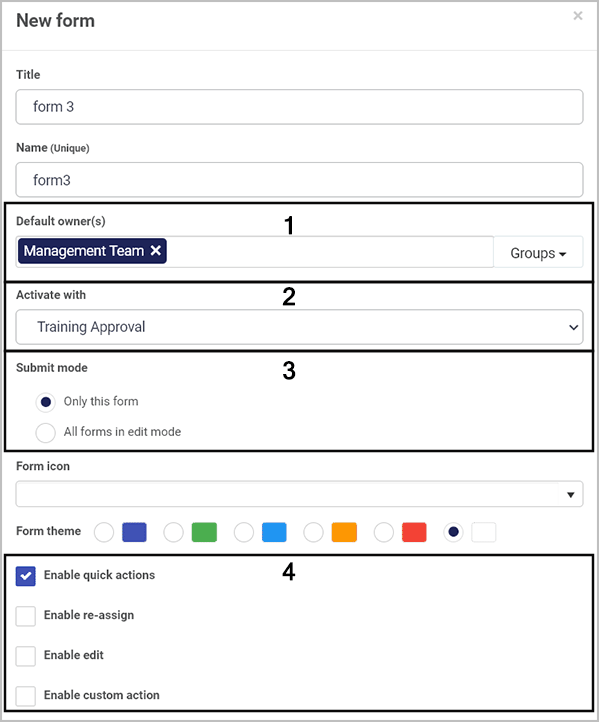 New form
×
Title
form 3
Name (Unique)
form3
Default owner(s)
1
Management Team ✕
Groups
Activate with
2
Training Approval
Submit mode
3
Only this form
All forms in edit mode
Form icon
Form theme
4
Enable quick actions
Enable re-assign
Enable edit
Enable custom action